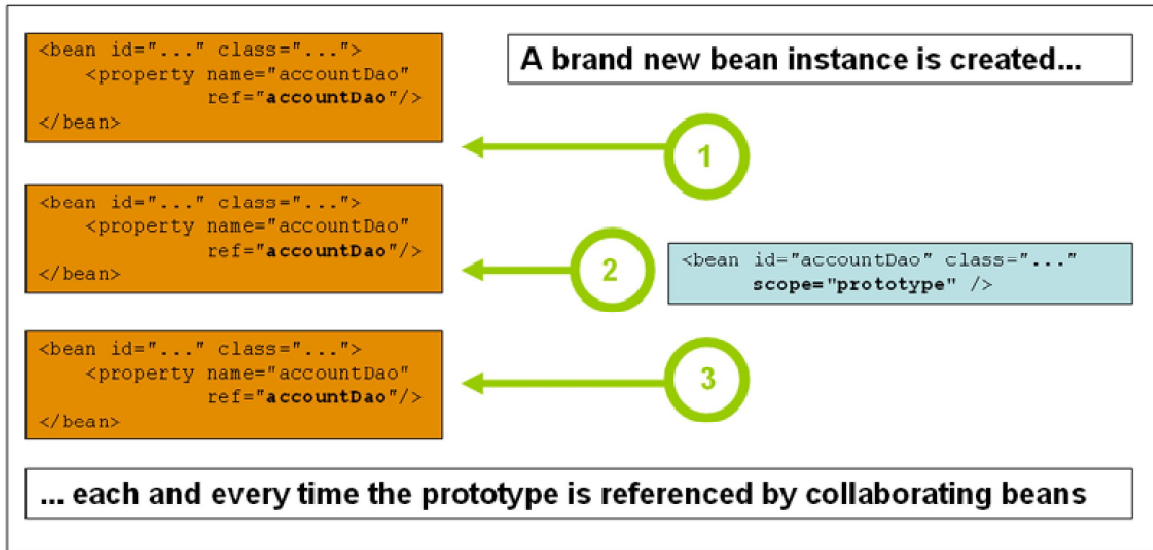 <bean id="..." class="...">
    <property name="accountDao"
              ref="accountDao"/>
</bean>
A brand new bean instance is created...
1
<bean id="..." class="...">
    <property name="accountDao"
              ref="accountDao"/>
</bean>
2
<bean id="accountDao" class="..."
      scope="prototype" />
<bean id="..." class="...">
    <property name="accountDao"
              ref="accountDao"/>
</bean>
3
... each and every time the prototype is referenced by collaborating beans